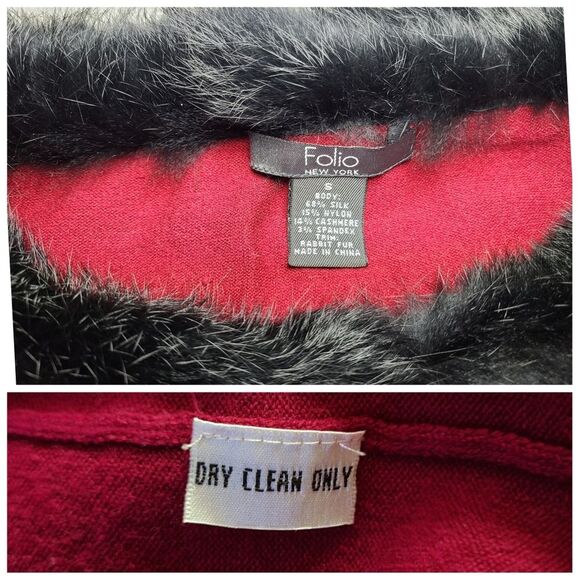 Folio
NEW YORK
S
BODY:
68% SILK
15% NYLON
14% CASHMERE
3% SPANDEX
TRIM:
RABBIT FUR
MADE IN CHINA
DRY CLEAN ONLY